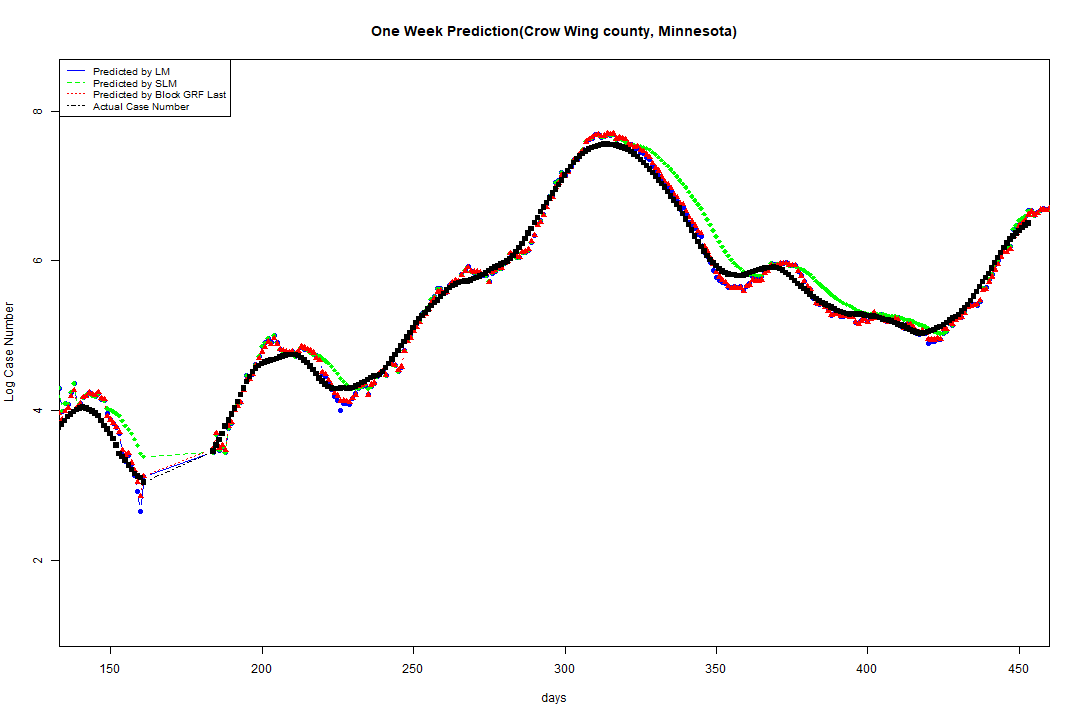 One Week Prediction(Crow Wing county, Minnesota)
Predicted by LM
Predicted by SLM
Predicted by Block GRF Last
Actual Case Number
8
6
4
2
Log Case Number
150 200 250 300 350 400 450
days